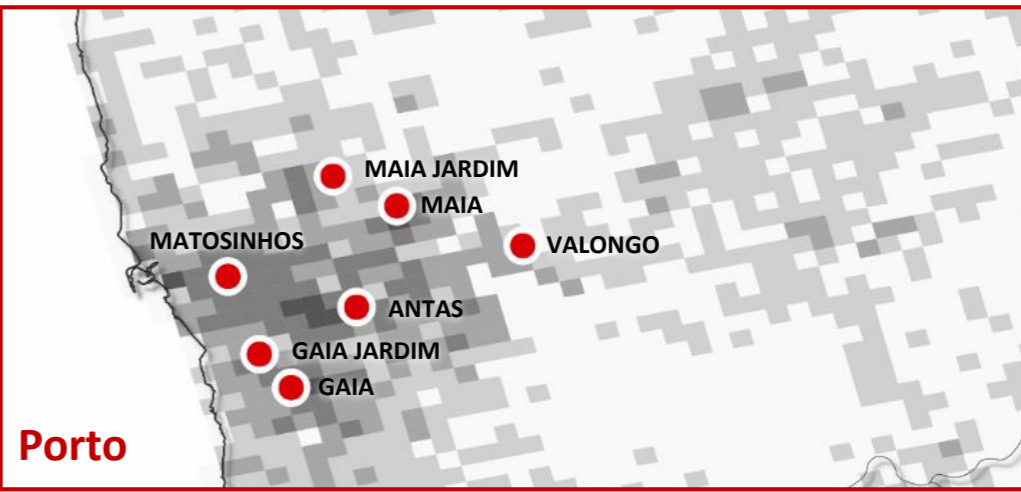 MAIA JARDIM
MAIA
MATOSINHOS
VALONGO
ANTAS
GAIA JARDIM
GAIA
Porto